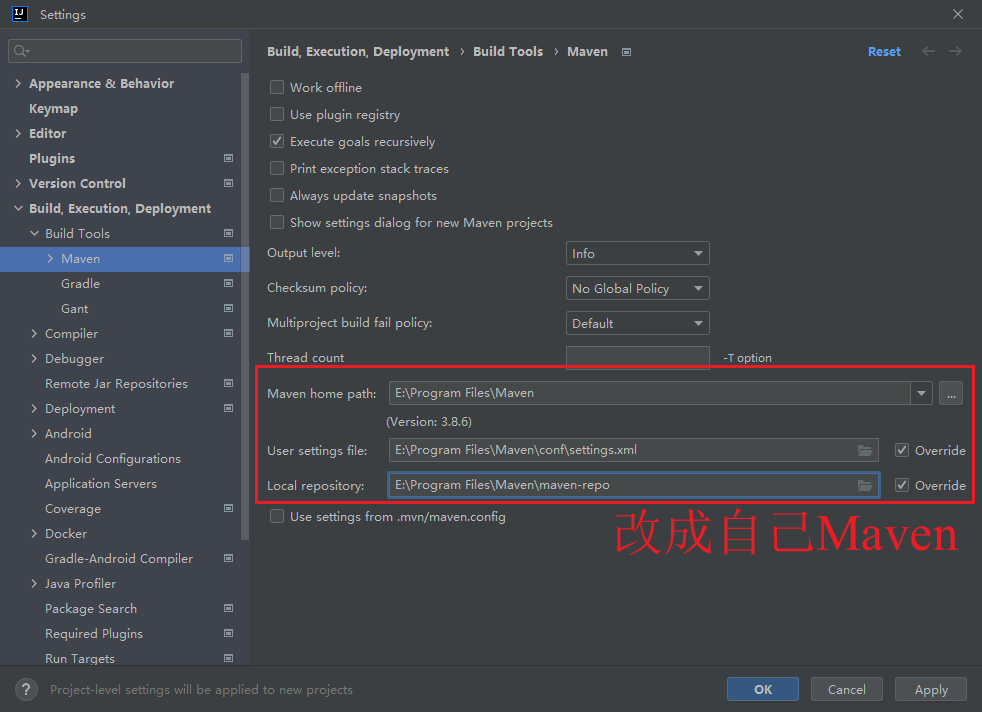 Settings
Appearance & Behavior
Keymap
Editor
Plugins
Version Control
Build, Execution, Deployment
Build Tools
Maven
Gradle
Gant
Compiler
Debugger
Remote Jar Repositories
Deployment
Android
Android Configurations
Application Servers
Coverage
Docker
Gradle-Android Compiler
Java Profiler
Package Search
Required Plugins
Run Targets
Build, Execution, Deployment › Build Tools › Maven
Reset
Work offline
Use plugin registry
Execute goals recursively
Print exception stack traces
Always update snapshots
Show settings dialog for new Maven projects
Output level: Info
Checksum policy: No Global Policy
Multiproject build fail policy: Default
Thread count -T option
Maven home path: E:\Program Files\Maven ...
(Version: 3.8.6)
User settings file: E:\Program Files\Maven\conf\settings.xml Override
Local repository: E:\Program Files\Maven\maven-repo Override
Use settings from .mvn/maven.config
改成自己Maven
? Project-level settings will be applied to new projects
OK Cancel Apply